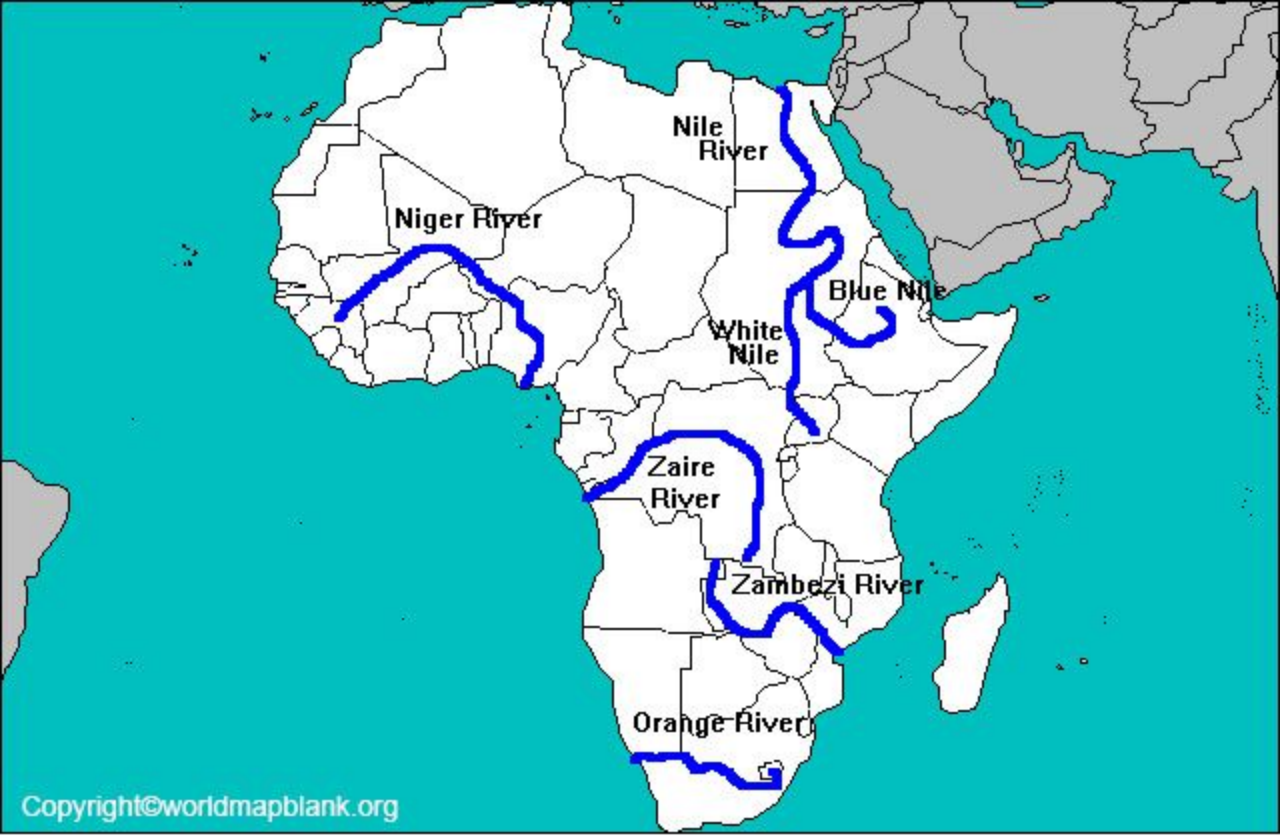 Nile
River
Niger River
Blue Nile
White
Nile
Zaire
River
Zambezi River
Orange River
Copyright©worldmapblank.org